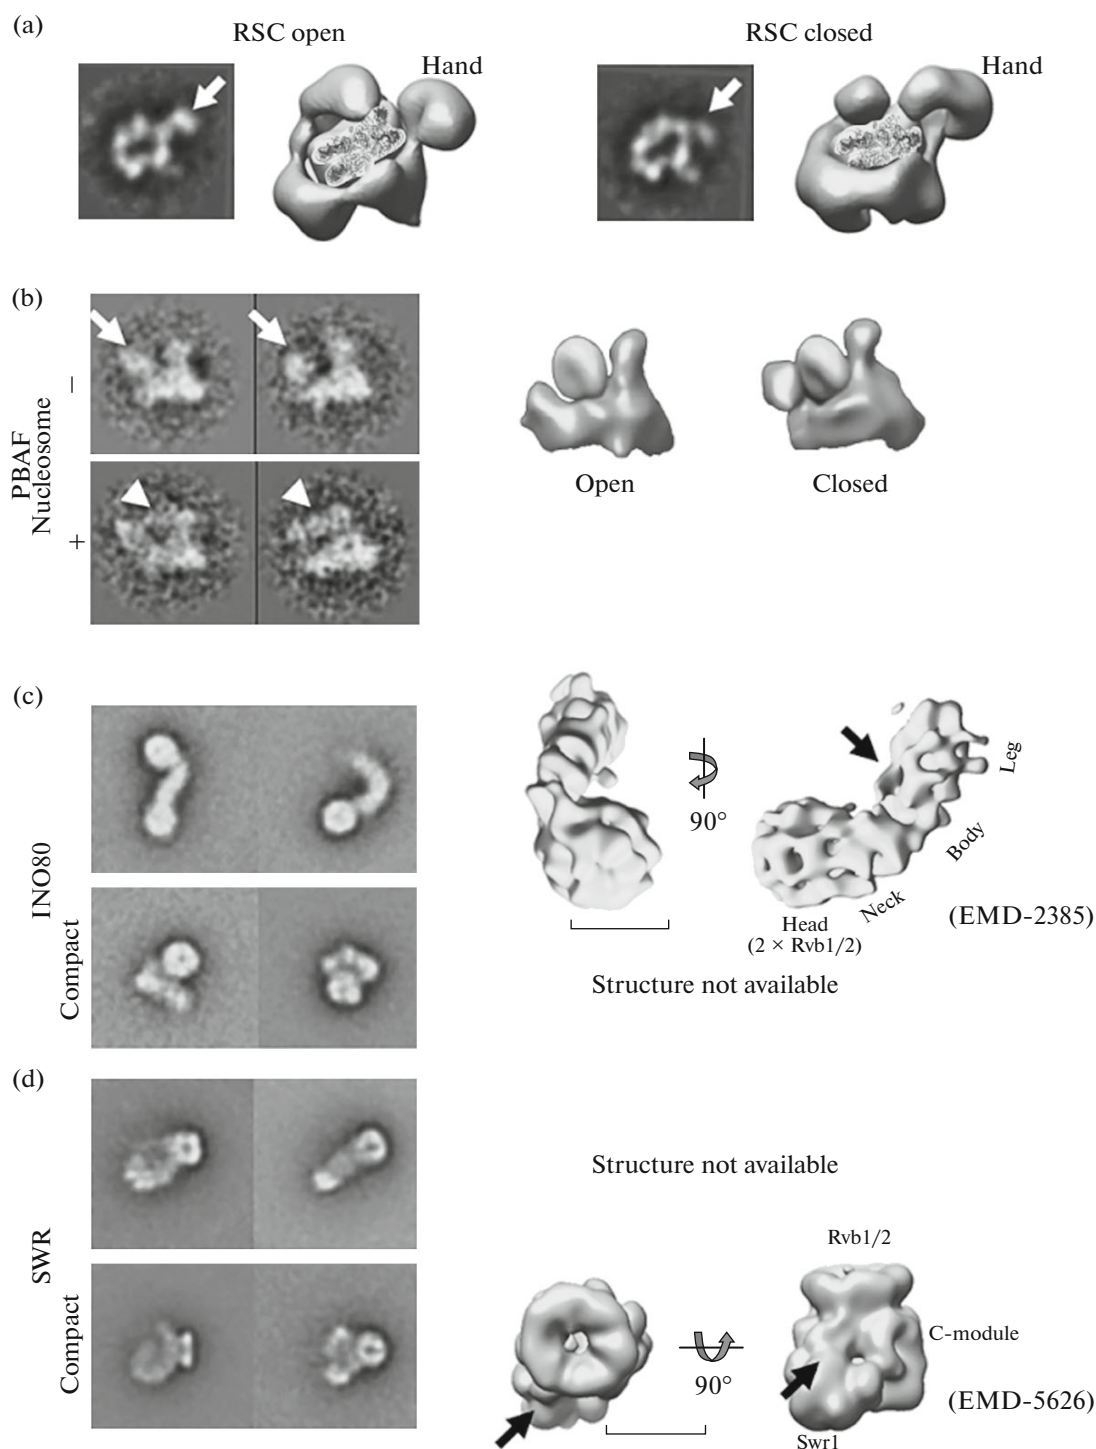 (a)
RSC open
RSC closed
Hand
Hand
(b)
PBAF
Nucleosome
−
+
Open
Closed
(c)
INO80
Compact
90°
Leg
Body
Neck
Head
(2 × Rvb1/2)
(EMD-2385)
Structure not available
(d)
SWR
Compact
Structure not available
Rvb1/2
C-module
90°
(EMD-5626)
Swr1